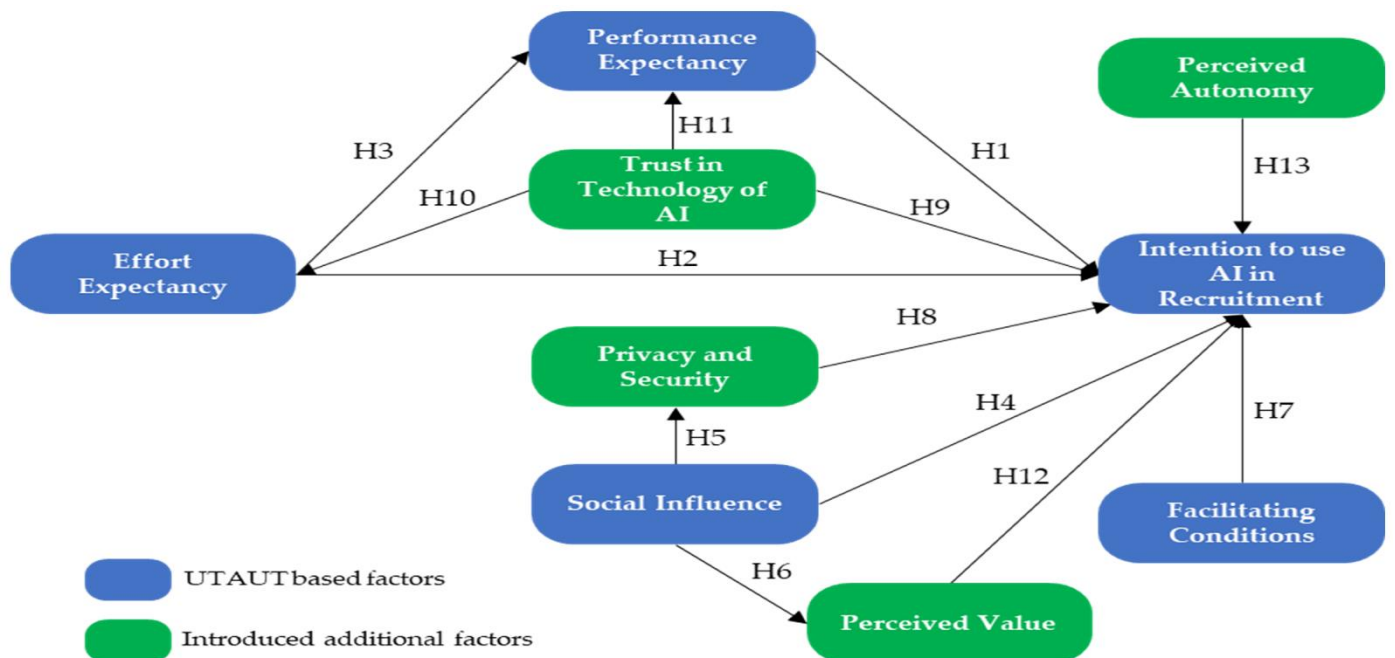 Performance
Expectancy
Perceived
Autonomy
H3
H11
H1
H13
Trust in
Technology of
AI
H10
H9
Effort
Expectancy
H2
Intention to use
AI in
Recruitment
H8
Privacy and
Security
H4
H7
H5
H12
Social Influence
Facilitating
Conditions
H6
UTAUT based factors
Perceived Value
Introduced additional factors